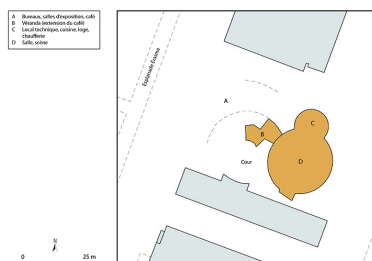 A Bureaux, salles d'exposition, café
B Véranda (extension du café)
C Local technique, cuisine, loge,
chaufferie
D Salle, scène
Esplanade Essaine
A
B
C
D
Cour
N
0 25 m